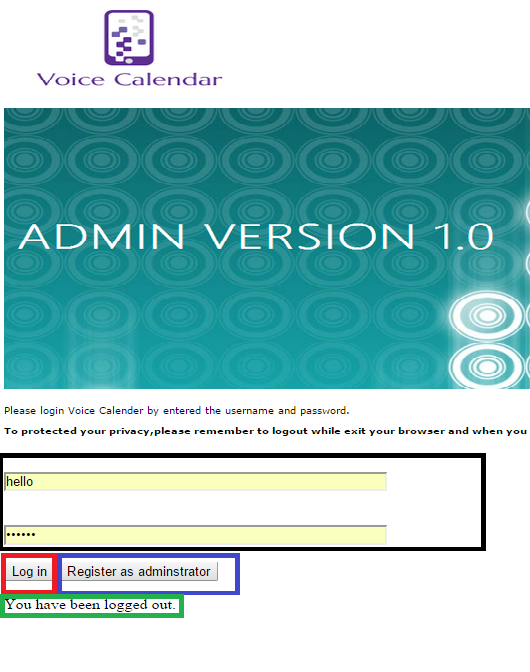 Voice Calendar
ADMIN VERSION 1.0
Please login Voice Calender by entered the username and password.
To protected your privacy,please remember to logout while exit your browser and when you
hello
••••••
Log in Register as adminstrator
You have been logged out.